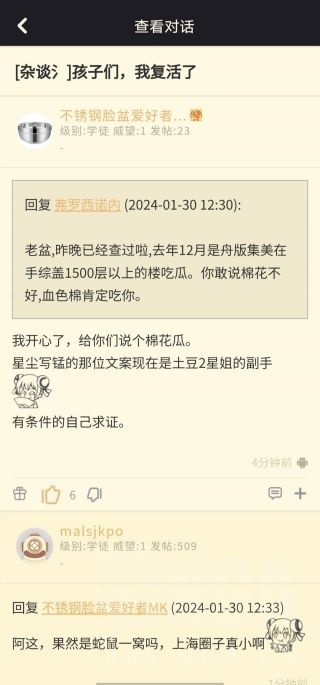 查看对话
[杂谈氵]孩子们，我复活了
不锈钢脸盆爱好者...
级别:学徒 威望:1 发帖:23
-
回复 弗罗西诺内 (2024-01-30 12:30):
老盆,昨晚已经查过啦,去年12月是舟版集美在
手综盖1500层以上的楼吃瓜。你敢说棉花不
好,血色棉肯定吃你。
我开心了，给你们说个棉花瓜。
星尘写锰的那位文案现在是土豆2星姐的副手
有条件的自己求证。
4分钟前
6
malsjkpo
级别:学徒 威望:1 发帖:509
-
回复 不锈钢脸盆爱好者MK (2024-01-30 12:33)
阿这，果然是蛇鼠一窝吗，上海圈子真小啊
1分钟前